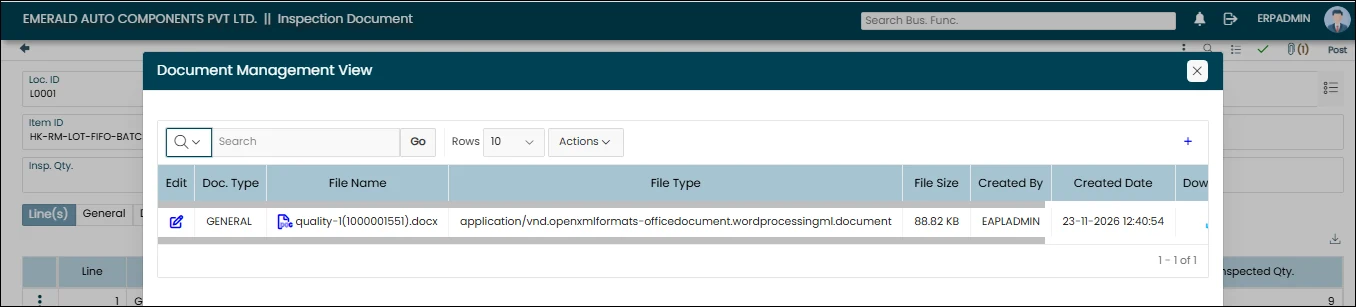 EMERALD AUTO COMPONENTS PVT LTD. || Inspection Document
Search Bus. Func.
ERPADMIN
(1)
Post
Document Management View
Loc. ID
L0001
Item ID
HK-RM-LOT-FIFO-BATC
Insp. Qty.
Search
Go
Rows
10
Actions
Edit Doc. Type File Name File Type File Size Created By Created Date Dow
GENERAL quality-1(1000001551).docx application/vnd.openxmlformats-officedocument.wordprocessingml.document 88.82 KB EAPLADMIN 23-11-2026 12:40:54
1 - 1 of 1
Line(s) General D
Line
nspected Qty.
1 G
9